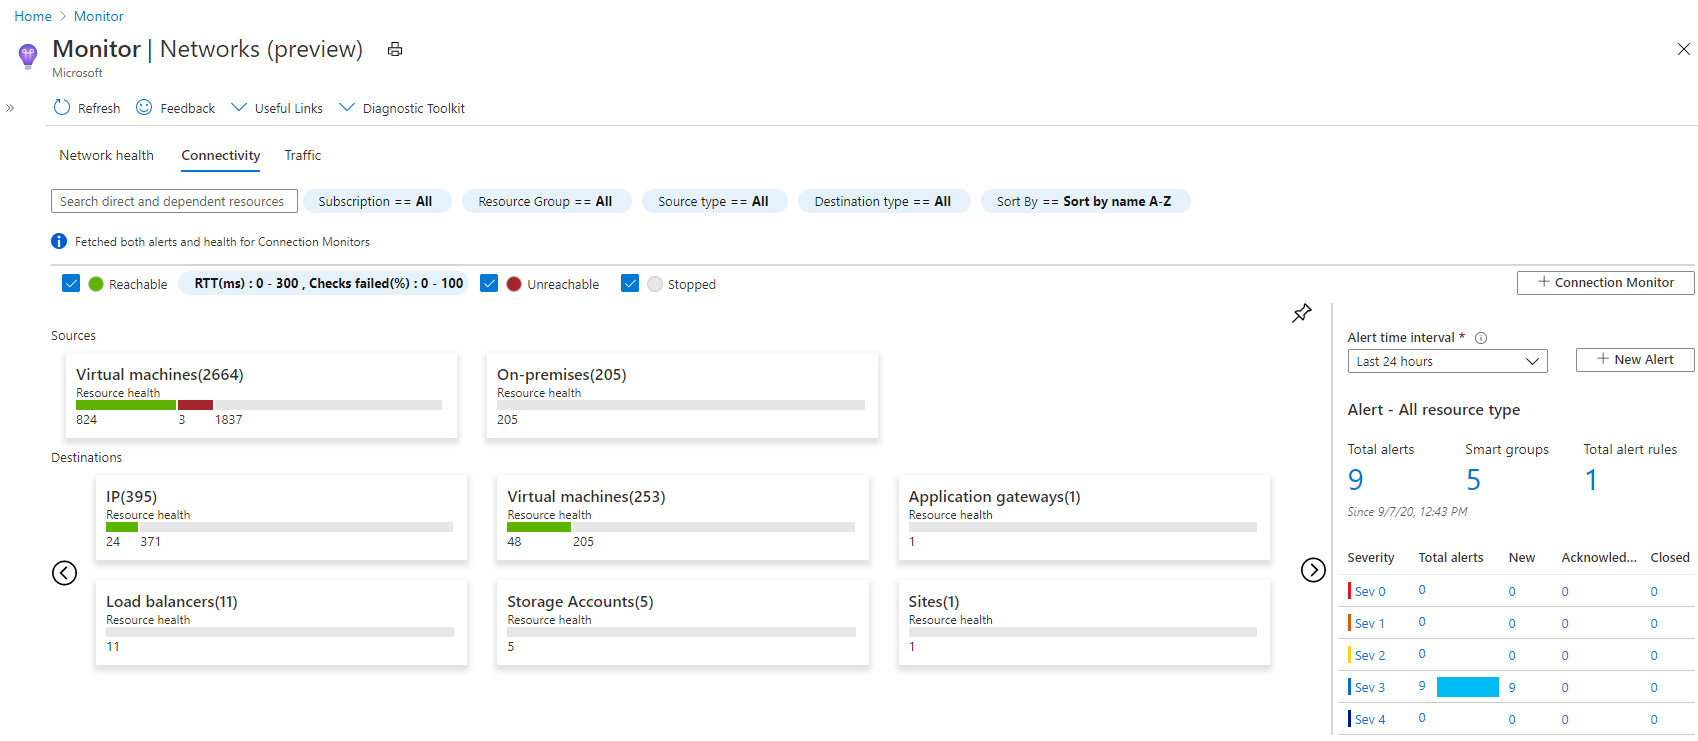 Home > Monitor
Monitor | Networks (preview)
Microsoft
»
Refresh Feedback Useful Links Diagnostic Toolkit
Network health Connectivity Traffic
Search direct and dependent resources Subscription == All Resource Group == All Source type == All Destination type == All Sort By == Sort by name A-Z
Fetched both alerts and health for Connection Monitors
Reachable RTT(ms) : 0 - 300 , Checks failed(%) : 0 - 100 Unreachable Stopped
+ Connection Monitor
Sources
Virtual machines(2664)
Resource health
824 3 1837
On-premises(205)
Resource health
205
Destinations
IP(395)
Resource health
24 371
Virtual machines(253)
Resource health
48 205
Application gateways(1)
Resource health
1
Load balancers(11)
Resource health
11
Storage Accounts(5)
Resource health
5
Sites(1)
Resource health
1
Alert time interval *
Last 24 hours
+ New Alert
Alert - All resource type
Total alerts Smart groups Total alert rules
9 5 1
Since 9/7/20, 12:43 PM
Severity Total alerts New Acknowled... Closed
Sev 0 0 0 0 0
Sev 1 0 0 0 0
Sev 2 0 0 0 0
Sev 3 9 9 0 0
Sev 4 0 0 0 0